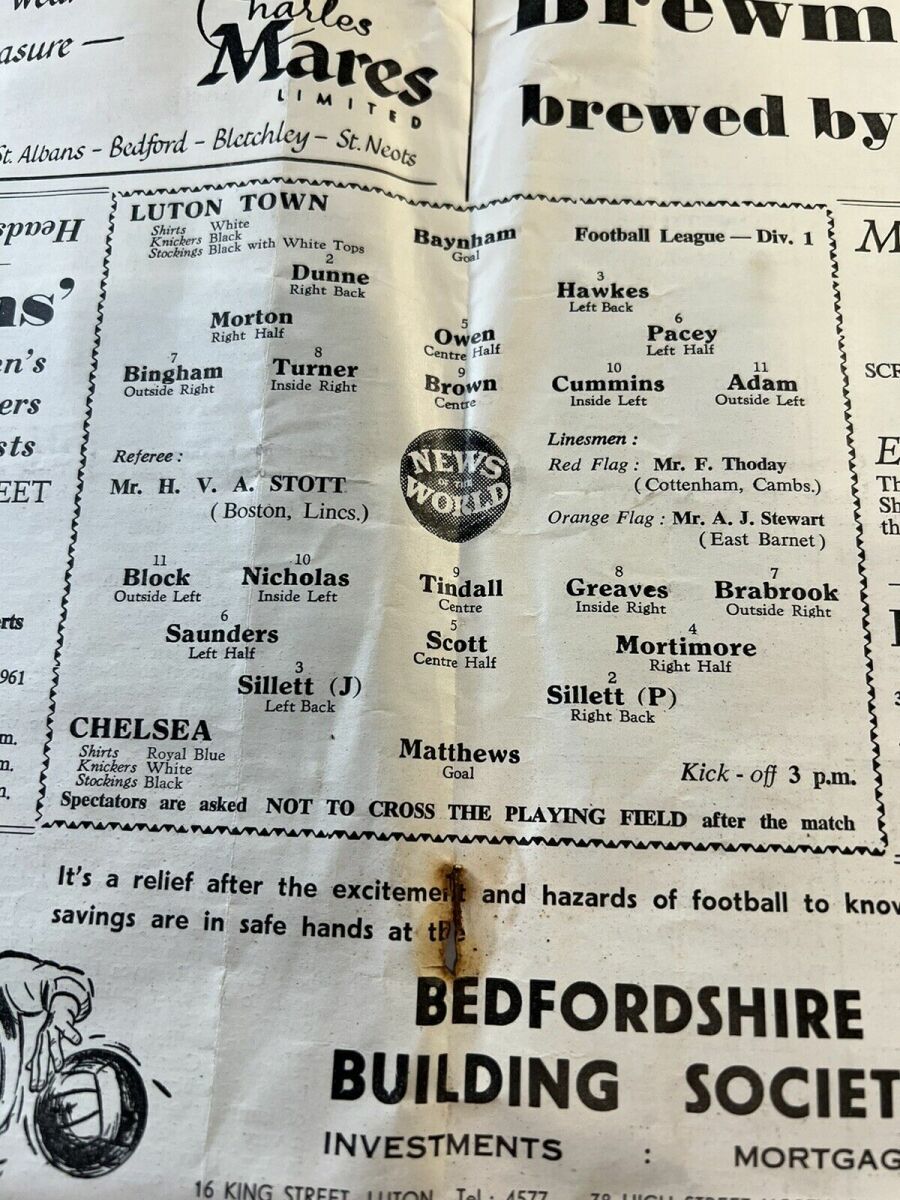 asure —
Charles
Mares
LIMITED
St. Albans - Bedford - Bletchley - St. Neots
brewed by
LUTON TOWN
Shirts White
Knickers Black
Stockings Black with White Tops
Baynham
Goal
Football League — Div. 1
2
Dunne
Right Back
3
Hawkes
Left Back
Morton
Right Half
5
Owen
Centre Half
6
Pacey
Left Half
7
Bingham
Outside Right
8
Turner
Inside Right
9
Brown
Centre
10
Cummins
Inside Left
11
Adam
Outside Left
Referee :
Mr. H. V. A. STOTT
(Boston, Lincs.)
NEWS
OF THE
WORLD
Linesmen :
Red Flag : Mr. F. Thoday
(Cottenham, Cambs.)
Orange Flag : Mr. A. J. Stewart
(East Barnet)
11
Block
Outside Left
10
Nicholas
Inside Left
9
Tindall
Centre
8
Greaves
Inside Right
7
Brabrook
Outside Right
6
Saunders
Left Half
5
Scott
Centre Half
4
Mortimore
Right Half
3
Sillett (J)
Left Back
2
Sillett (P)
Right Back
CHELSEA
Shirts Royal Blue
Knickers White
Stockings Black
Matthews
Goal
Kick - off 3 p.m.
Spectators are asked NOT TO CROSS THE PLAYING FIELD after the match
It's a relief after the excitement and hazards of football to know
savings are in safe hands at the
BEDFORDSHIRE
BUILDING SOCIET
INVESTMENTS : MORTGAG
16 KING STREET LUTON Tel : 4577